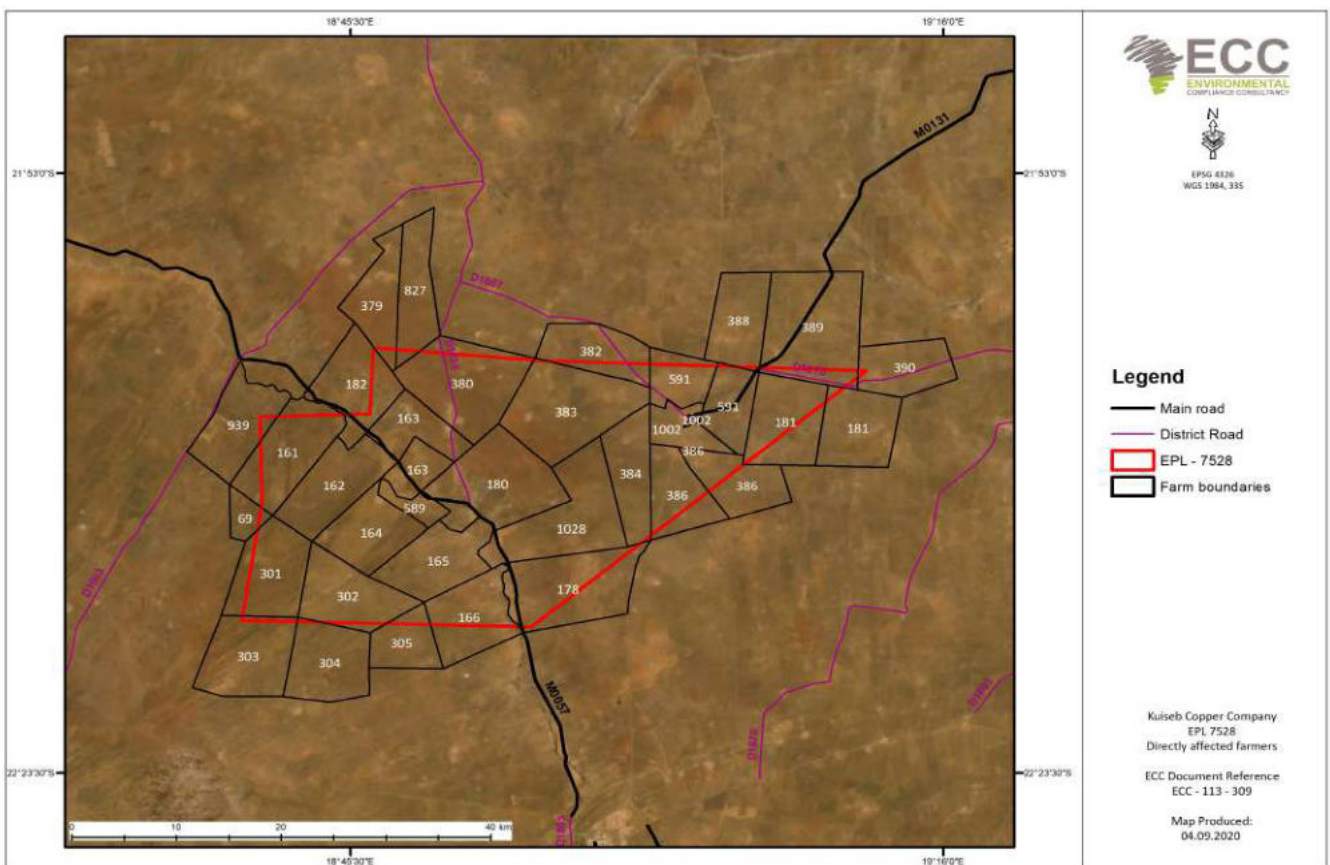 18°45'30"E
19°16'0"E
21°53'0"S
21°53'0"S
22°23'30"S
22°23'30"S
18°45'30"E
19°16'0"E
M0131
827
379
D1667
388
389
382
390
182
380
591
591
383
163
1002
1002
181
181
939
161
386
163
384
162
180
386
386
589
69
164
1028
165
301
178
302
166
D1663
305
303
304
M0057
D1670
0
10
20
40 km
ECC
ENVIRONMENTAL
COMPLIANCE CONSULTANCY
N
EPSG 4326
WGS 1984, 33S
Legend
Main road
District Road
EPL - 7528
Farm boundaries
Kuiseb Copper Company
EPL 7528
Directly affected farmers
ECC Document Reference
ECC - 113 - 309
Map Produced:
04.09.2020